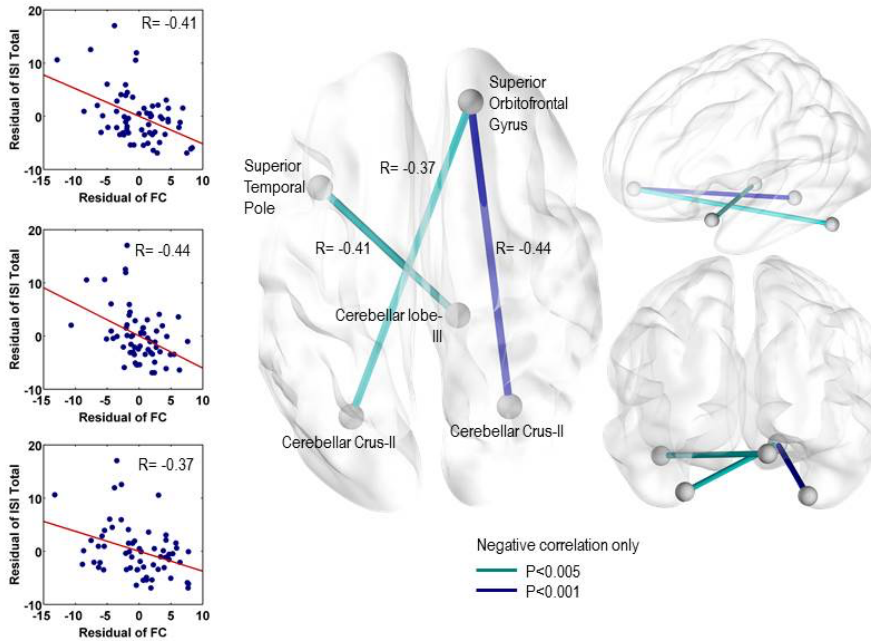 20
10
0
-10
-15
-10
-5
0
5
10
Residual of ISI Total
Residual of FC
R= -0.41
20
10
0
-10
-15
-10
-5
0
5
10
Residual of ISI Total
Residual of FC
R= -0.44
20
10
0
-10
-15
-10
-5
0
5
10
Residual of ISI Total
Residual of FC
R= -0.37
Superior
Orbitofrontal
Gyrus
R= -0.37
Superior
Temporal
Pole
R= -0.41
R= -0.44
Cerebellar lobe-
III
Cerebellar Crus-II
Cerebellar Crus-II
Negative correlation only
P<0.005
P<0.001